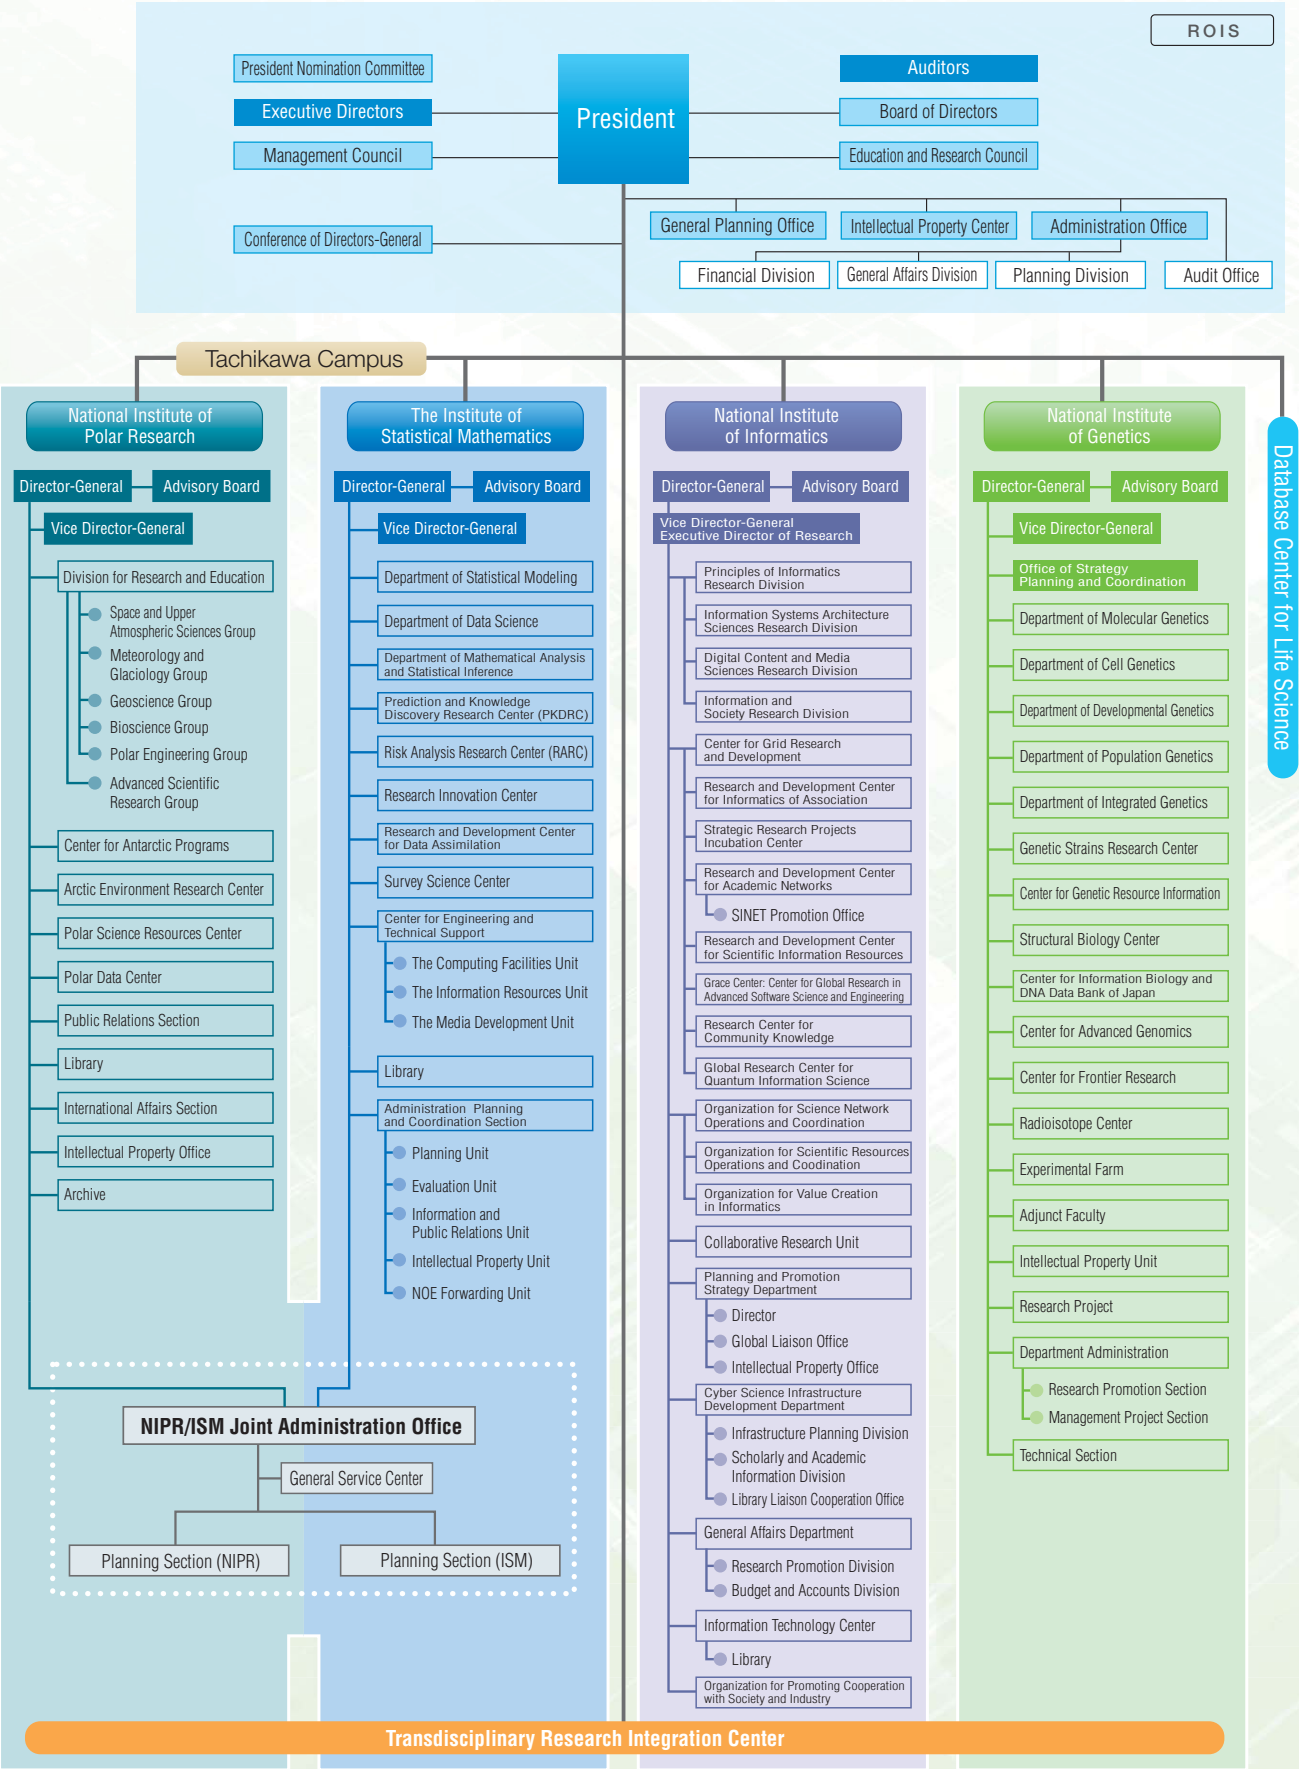 ROIS
President Nomination Committee
Executive Directors
Management Council
President
Auditors
Board of Directors
Education and Research Council
Conference of Directors-General
General Planning Office
Intellectual Property Center
Administration Office
Financial Division
General Affairs Division
Planning Division
Audit Office
Tachikawa Campus
National Institute of
Polar Research
Director-General
Advisory Board
Vice Director-General
Division for Research and Education
Space and Upper
Atmospheric Sciences Group
Meteorology and
Glaciology Group
Geoscience Group
Bioscience Group
Polar Engineering Group
Advanced Scientific
Research Group
Center for Antarctic Programs
Arctic Environment Research Center
Polar Science Resources Center
Polar Data Center
Public Relations Section
Library
International Affairs Section
Intellectual Property Office
Archive
The Institute of
Statistical Mathematics
Director-General
Advisory Board
Vice Director-General
Department of Statistical Modeling
Department of Data Science
Department of Mathematical Analysis
and Statistical Inference
Prediction and Knowledge
Discovery Research Center (PKDRC)
Risk Analysis Research Center (RARC)
Research Innovation Center
Research and Development Center
for Data Assimilation
Survey Science Center
Center for Engineering and
Technical Support
The Computing Facilities Unit
The Information Resources Unit
The Media Development Unit
Library
Administration Planning
and Coordination Section
Planning Unit
Evaluation Unit
Information and
Public Relations Unit
Intellectual Property Unit
NOE Forwarding Unit
NIPR/ISM Joint Administration Office
General Service Center
Planning Section (NIPR)
Planning Section (ISM)
National Institute
of Informatics
Director-General
Advisory Board
Vice Director-General
Executive Director of Research
Principles of Informatics
Research Division
Information Systems Architecture
Sciences Research Division
Digital Content and Media
Sciences Research Division
Information and
Society Research Division
Center for Grid Research
and Development
Research and Development Center
for Informatics of Association
Strategic Research Projects
Incubation Center
Research and Development Center
for Academic Networks
SINET Promotion Office
Research and Development Center
for Scientific Information Resources
Grace Center: Center for Global Research in
Advanced Software Science and Engineering
Research Center for
Community Knowledge
Global Research Center for
Quantum Information Science
Organization for Science Network
Operations and Coordination
Organization for Scientific Resources
Operations and Coodination
Organization for Value Creation
in Informatics
Collaborative Research Unit
Planning and Promotion
Strategy Department
Director
Global Liaison Office
Intellectual Property Office
Cyber Science Infrastructure
Development Department
Infrastructure Planning Division
Scholarly and Academic
Information Division
Library Liaison Cooperation Office
General Affairs Department
Research Promotion Division
Budget and Accounts Division
Information Technology Center
Library
Organization for Promoting Cooperation
with Society and Industry
National Institute
of Genetics
Director-General
Advisory Board
Vice Director-General
Office of Strategy
Planning and Coordination
Department of Molecular Genetics
Department of Cell Genetics
Department of Developmental Genetics
Department of Population Genetics
Department of Integrated Genetics
Genetic Strains Research Center
Center for Genetic Resource Information
Structural Biology Center
Center for Information Biology and
DNA Data Bank of Japan
Center for Advanced Genomics
Center for Frontier Research
Radioisotope Center
Experimental Farm
Adjunct Faculty
Intellectual Property Unit
Research Project
Department Administration
Research Promotion Section
Management Project Section
Technical Section
Database Center for Life Science
Transdisciplinary Research Integration Center